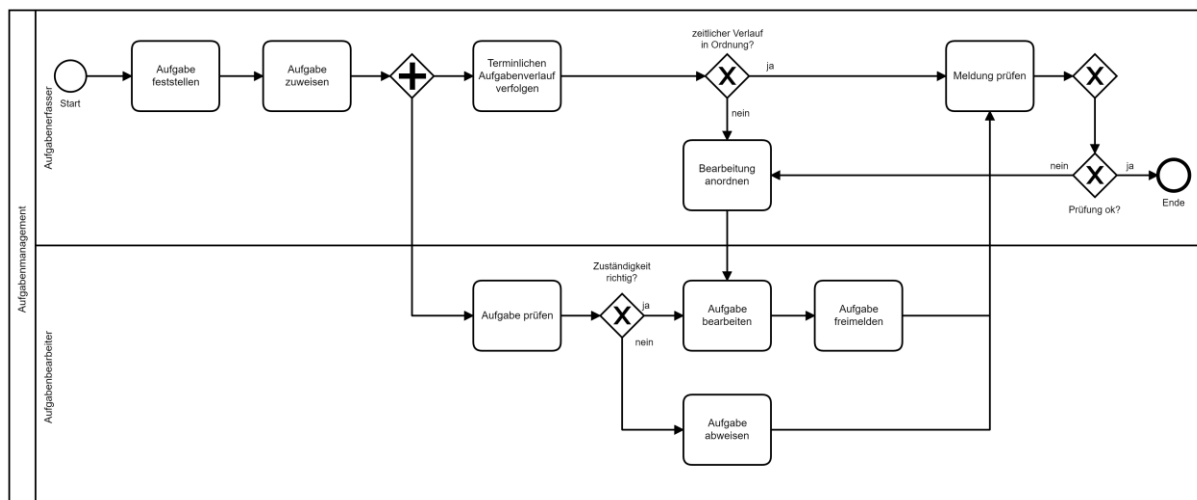 Aufgabenmanagement
Aufgabenerfasser
Start
Aufgabe
feststellen
Aufgabe
zuweisen
Terminlichen
Aufgabenverlauf
verfolgen
zeitlicher Verlauf
in Ordnung?
ja
nein
Meldung prüfen
Bearbeitung
anordnen
nein
ja
Prüfung ok?
Ende
Aufgabenbearbeiter
Aufgabe prüfen
Zuständigkeit
richtig?
ja
nein
Aufgabe
bearbeiten
Aufgabe
freimelden
Aufgabe
abweisen